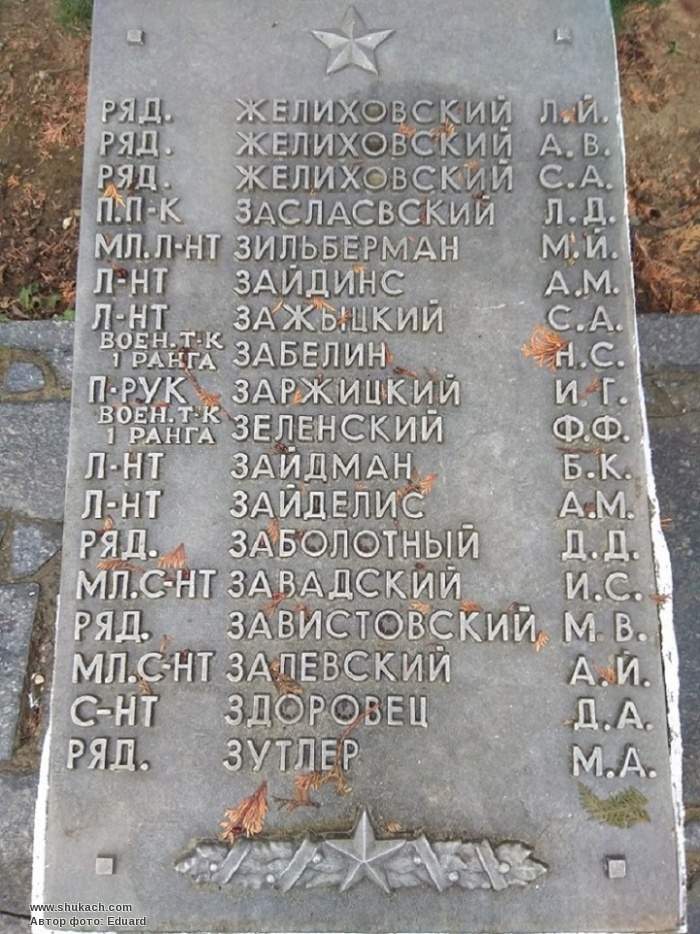 РЯД. ЖЕЛИХОВСКИЙ Л.Й.
РЯД. ЖЕЛИХОВСКИЙ А.В.
РЯД. ЖЕЛИХОВСКИЙ С.А.
П.П-К ЗАСЛАСВСКИЙ Л.Д.
МЛ.Л-НТ ЗИЛЬБЕРМАН М.Й.
Л-НТ ЗАЙДИНС А.М.
Л-НТ ЗАЖЫЦКИЙ С.А.
ВОЕН.Т-К 1 РАНГА ЗАБЕЛИН Н.С.
П-РУК ЗАРЖИЦКИЙ И.Г.
ВОЕН.Т-К 1 РАНГА ЗЕЛЕНСКИЙ Ф.Ф.
Л-НТ ЗАЙДМАН Б.К.
Л-НТ ЗАЙДЕЛИС А.М.
РЯД. ЗАБОЛОТНЫЙ Д.Д.
МЛ.С-НТ ЗАВАДСКИЙ И.С.
РЯД. ЗАВИСТОВСКИЙ М.В.
МЛ.С-НТ ЗАЛЕВСКИЙ А.Й.
С-НТ ЗДОРОВЕЦ Д.А.
РЯД. ЗУТЛЕР М.А.
www.shukach.com
Автор фото: Eduard